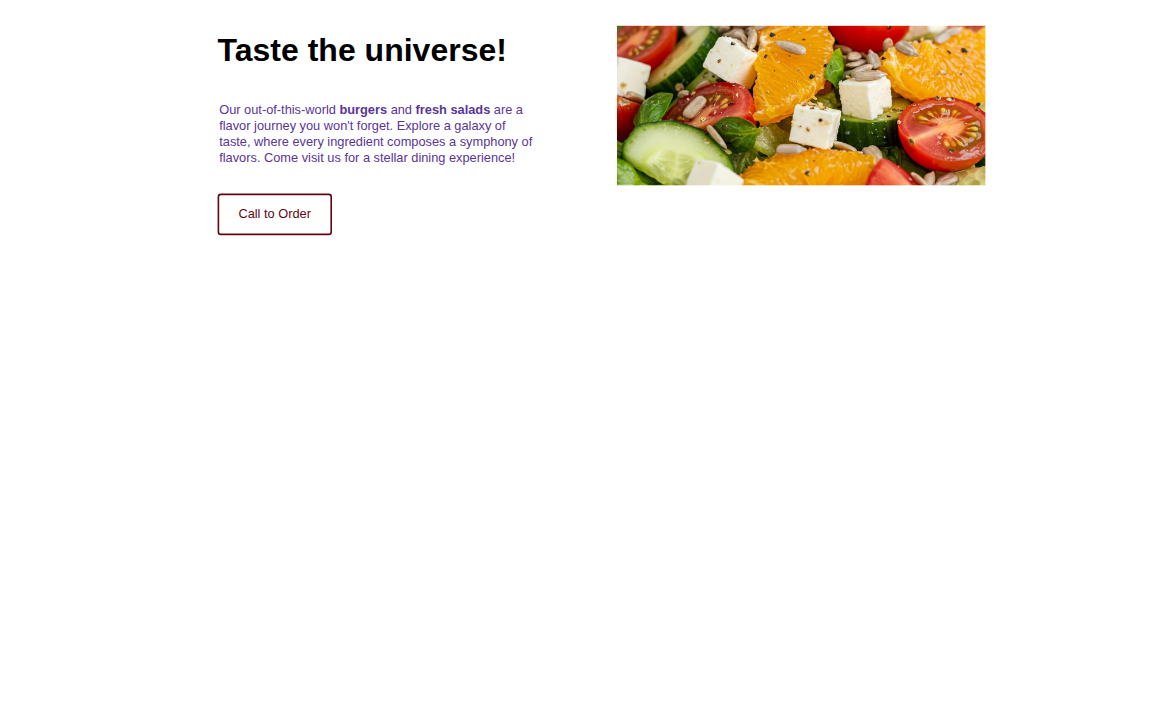 Taste the universe!
Our out-of-this-world burgers and fresh salads are a
flavor journey you won't forget. Explore a galaxy of
taste, where every ingredient composes a symphony of
flavors. Come visit us for a stellar dining experience!
Call to Order